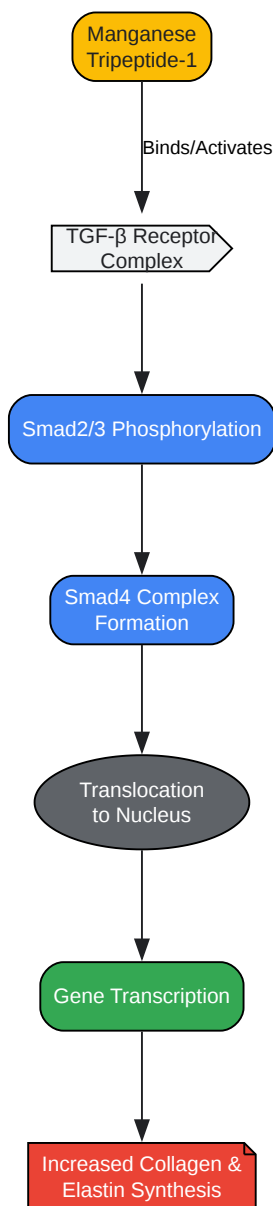 Manganese
Tripeptide-1
Binds/Activates
TGF-β Receptor
Complex
Smad2/3 Phosphorylation
Smad4 Complex
Formation
Translocation
to Nucleus
Gene Transcription
Increased Collagen &
Elastin Synthesis